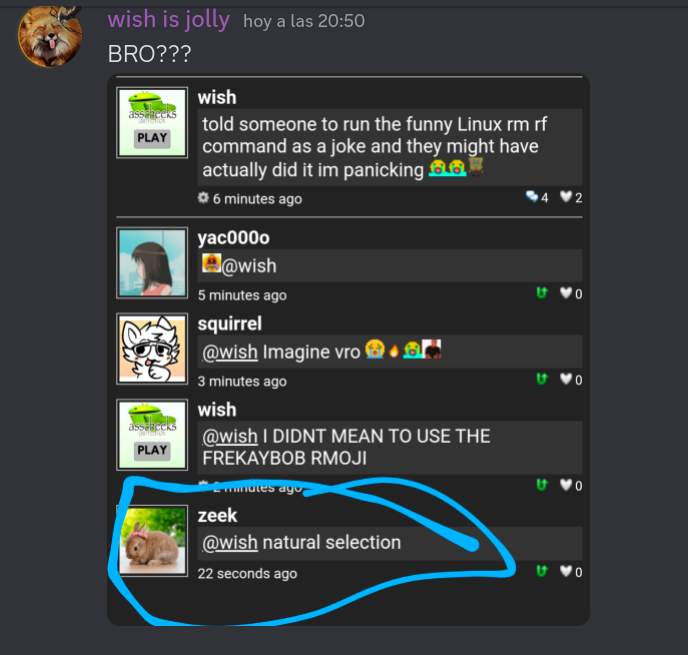 wish is jolly hoy a las 20:50
BRO???
asscheeks
PLAY
wish
told someone to run the funny Linux rm rf
command as a joke and they might have
actually did it im panicking 😭😭
6 minutes ago 4 2
yac000o
@wish
5 minutes ago 0
squirrel
@wish Imagine vro 😭🔥😭
3 minutes ago 0
asscheeks
PLAY
wish
@wish I DIDNT MEAN TO USE THE
FREKAYBOB RMOJI
2 minutes ago 0
zeek
@wish natural selection
22 seconds ago 0